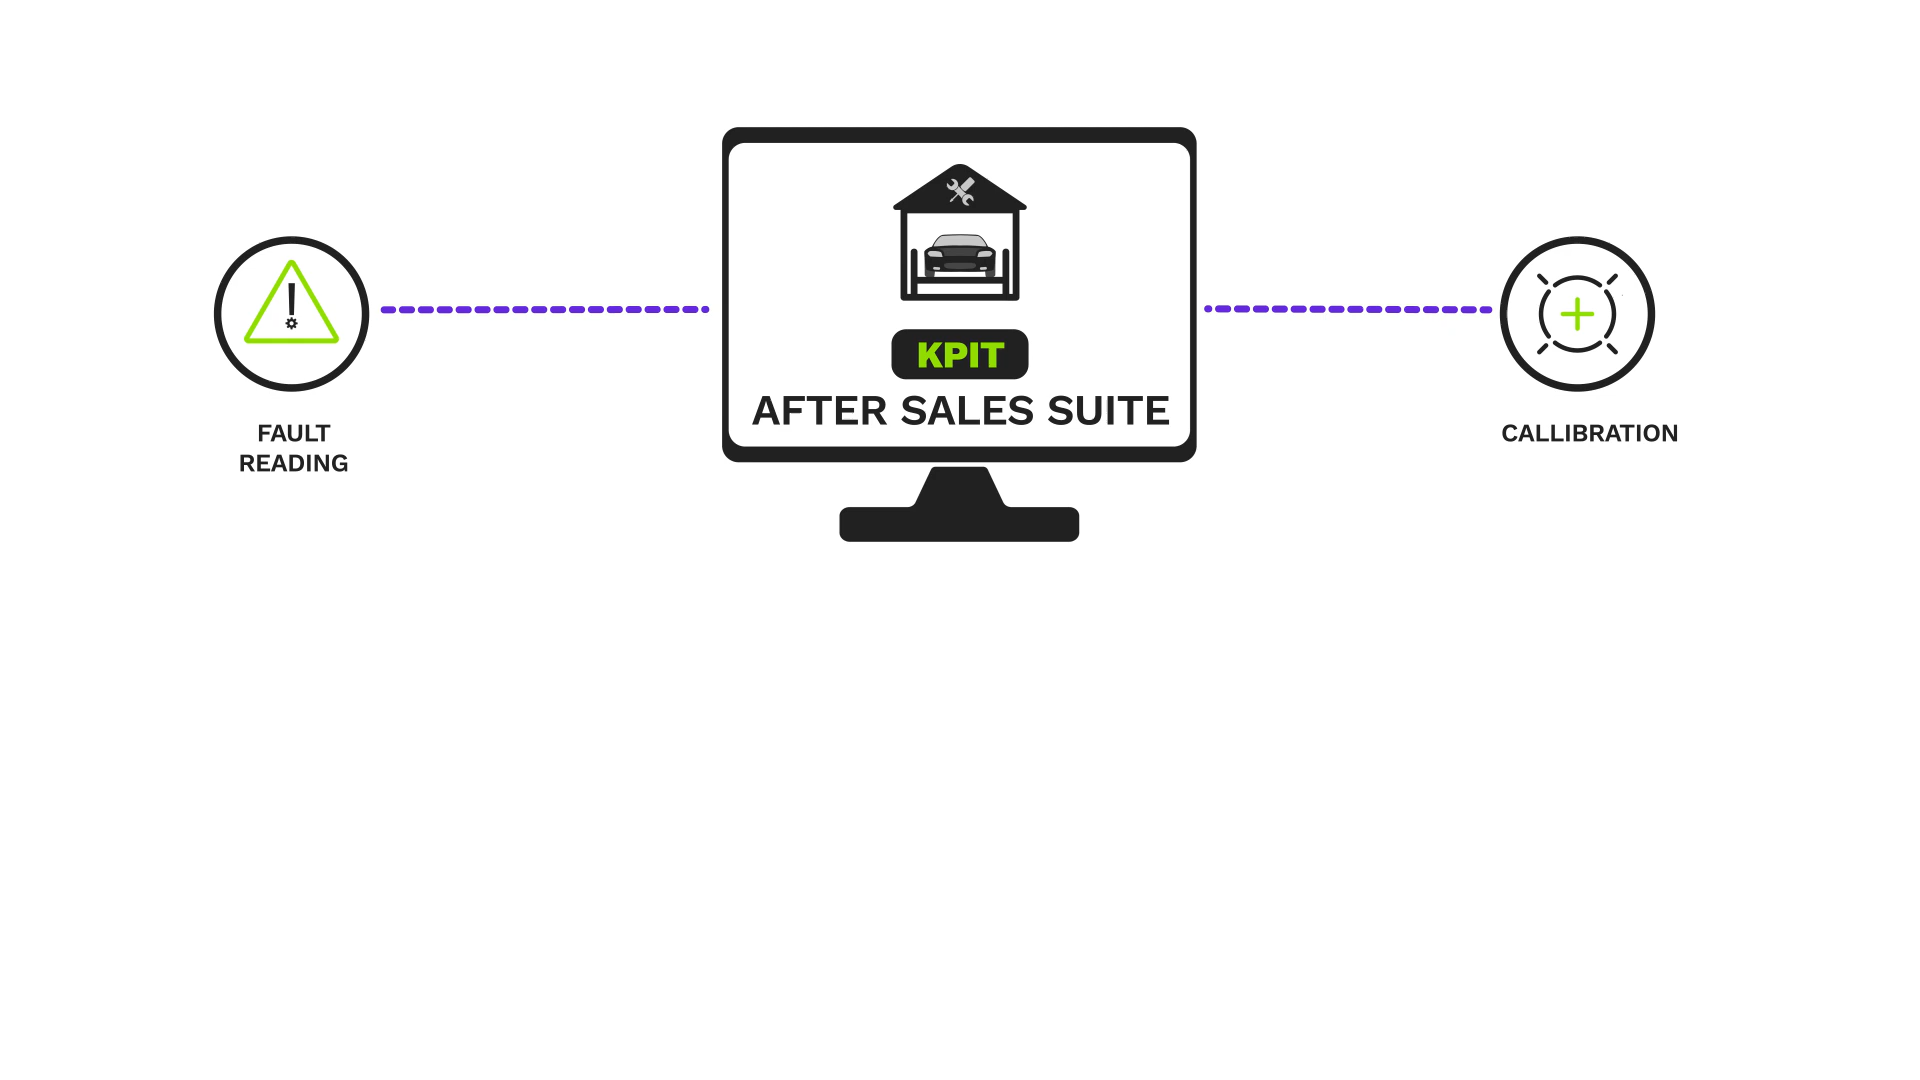 KPIT
AFTER SALES SUITE
FAULT
READING
CALLIBRATION